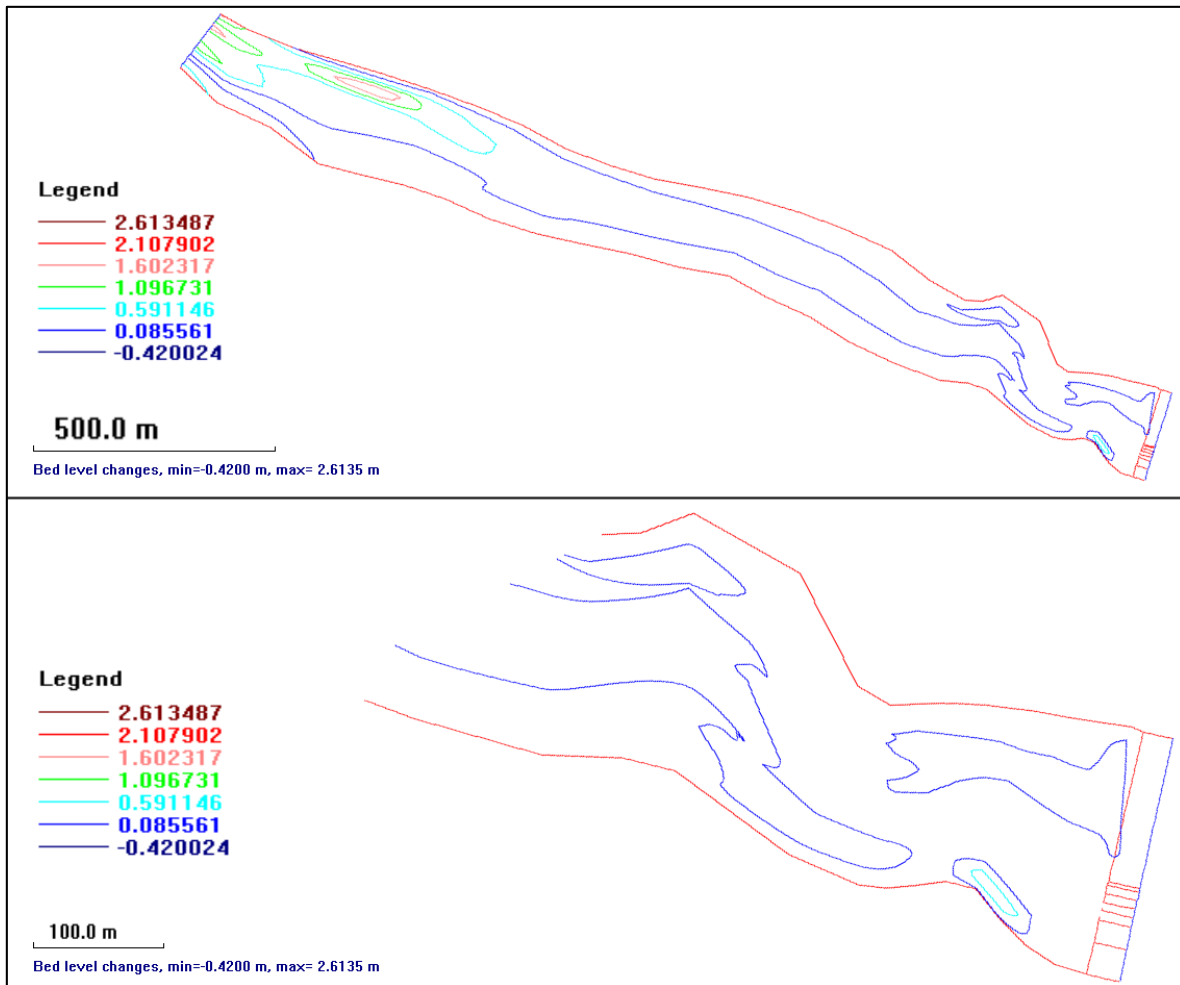 Legend
2.613487
2.107902
1.602317
1.096731
0.591146
0.085561
-0.420024
500.0 m
Bed level changes, min=-0.4200 m, max= 2.6135 m
Legend
2.613487
2.107902
1.602317
1.096731
0.591146
0.085561
-0.420024
100.0 m
Bed level changes, min=-0.4200 m, max= 2.6135 m